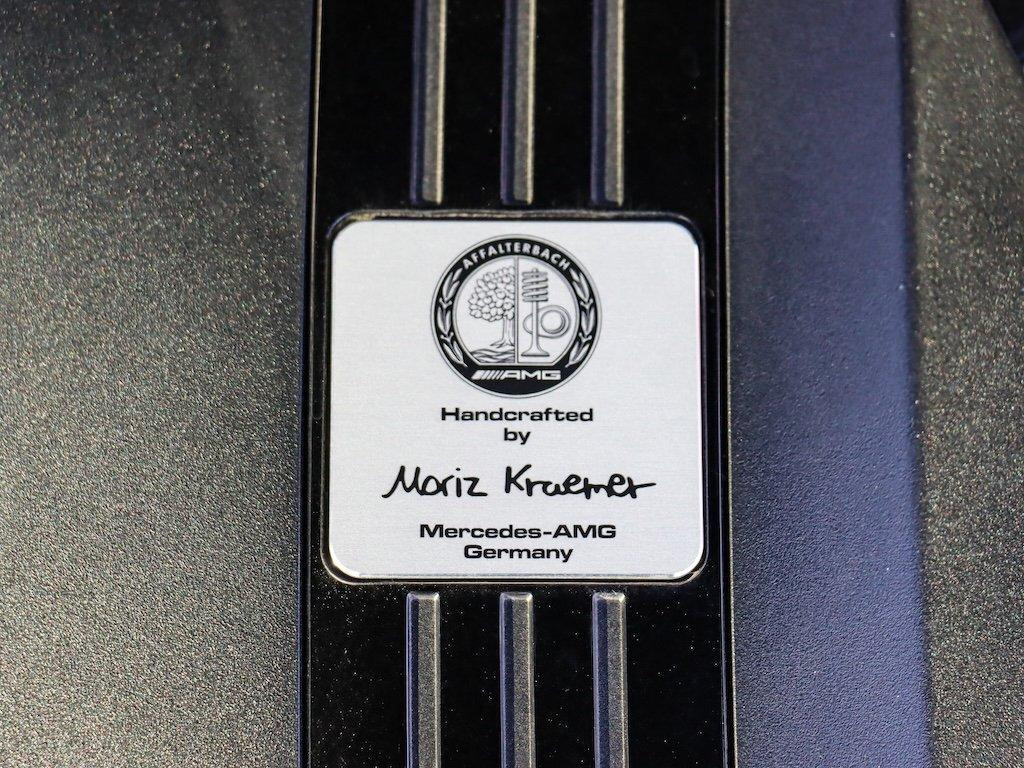 AFFALTERBACH
AMG
Handcrafted
by
Moriz Kraemer
Mercedes-AMG
Germany